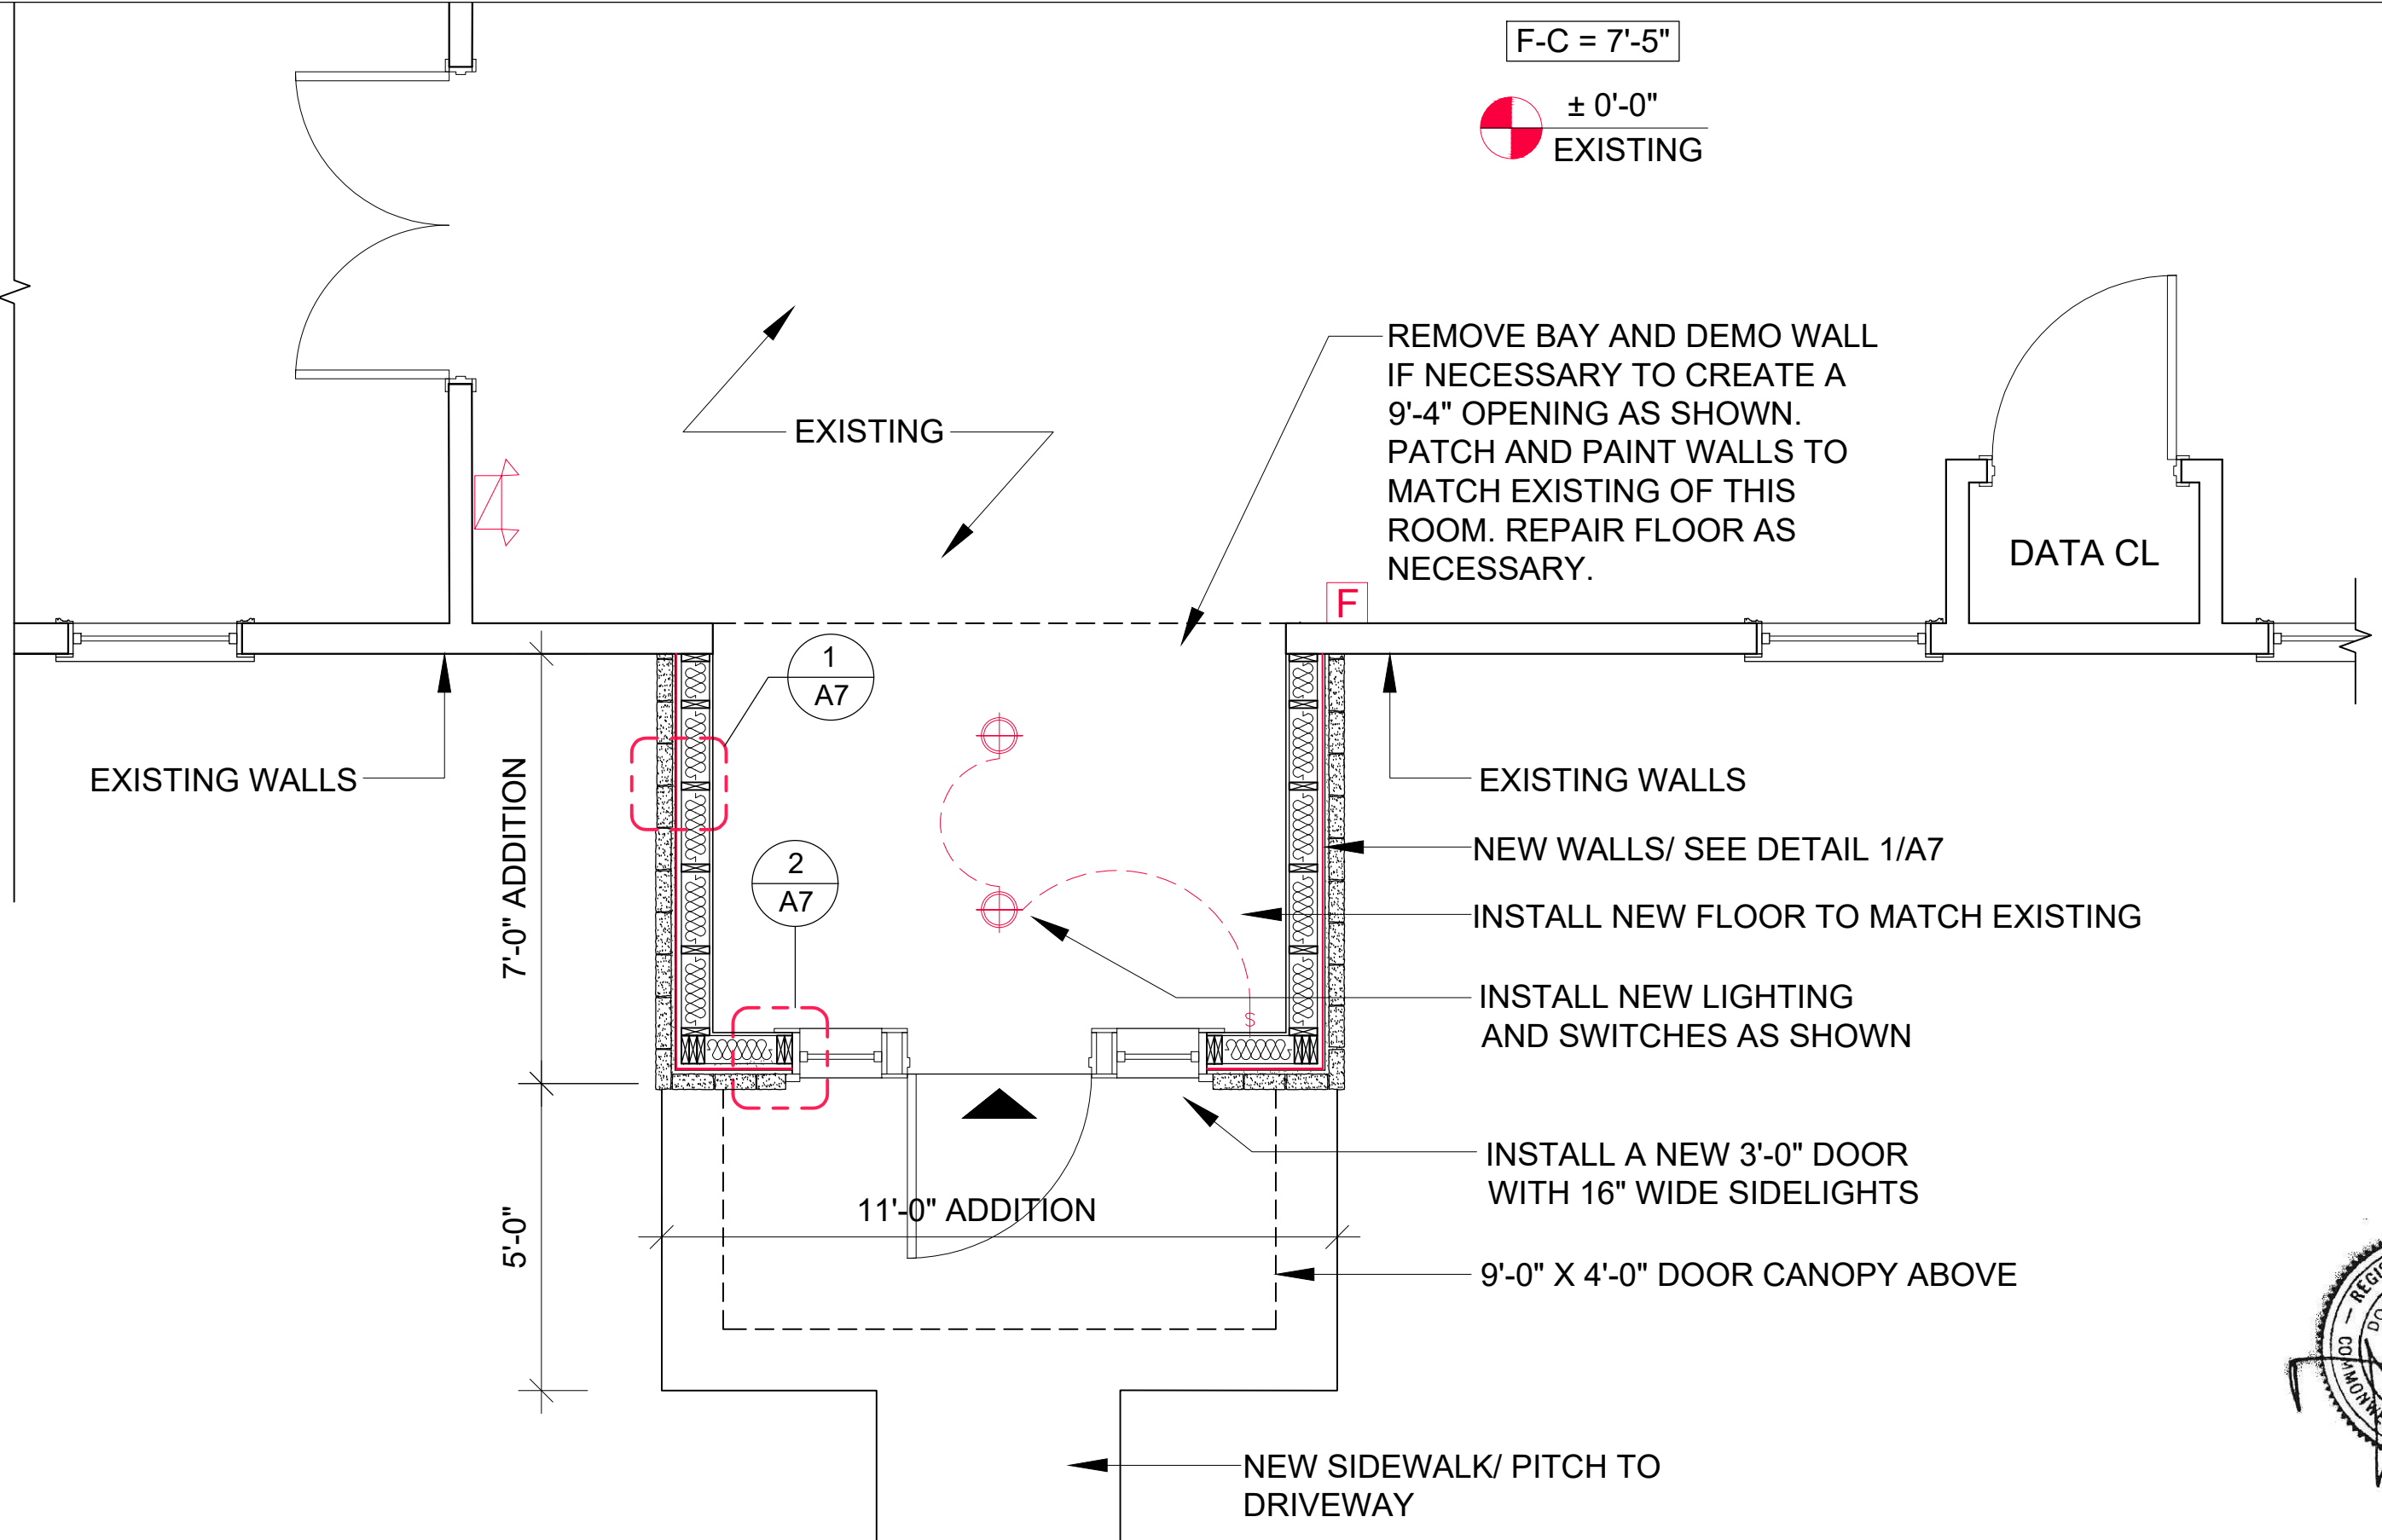 F-C = 7'-5"
± 0'-0"
EXISTING
REMOVE BAY AND DEMO WALL
IF NECESSARY TO CREATE A
9'-4" OPENING AS SHOWN.
PATCH AND PAINT WALLS TO
MATCH EXISTING OF THIS
ROOM. REPAIR FLOOR AS
NECESSARY.
EXISTING
DATA CL
F
1
A7
EXISTING WALLS
EXISTING WALLS
7'-0" ADDITION
NEW WALLS/ SEE DETAIL 1/A7
2
A7
INSTALL NEW FLOOR TO MATCH EXISTING
INSTALL NEW LIGHTING
AND SWITCHES AS SHOWN
S
INSTALL A NEW 3'-0" DOOR
WITH 16" WIDE SIDELIGHTS
11'-0" ADDITION
5'-0"
9'-0" X 4'-0" DOOR CANOPY ABOVE
NEW SIDEWALK/ PITCH TO
DRIVEWAY